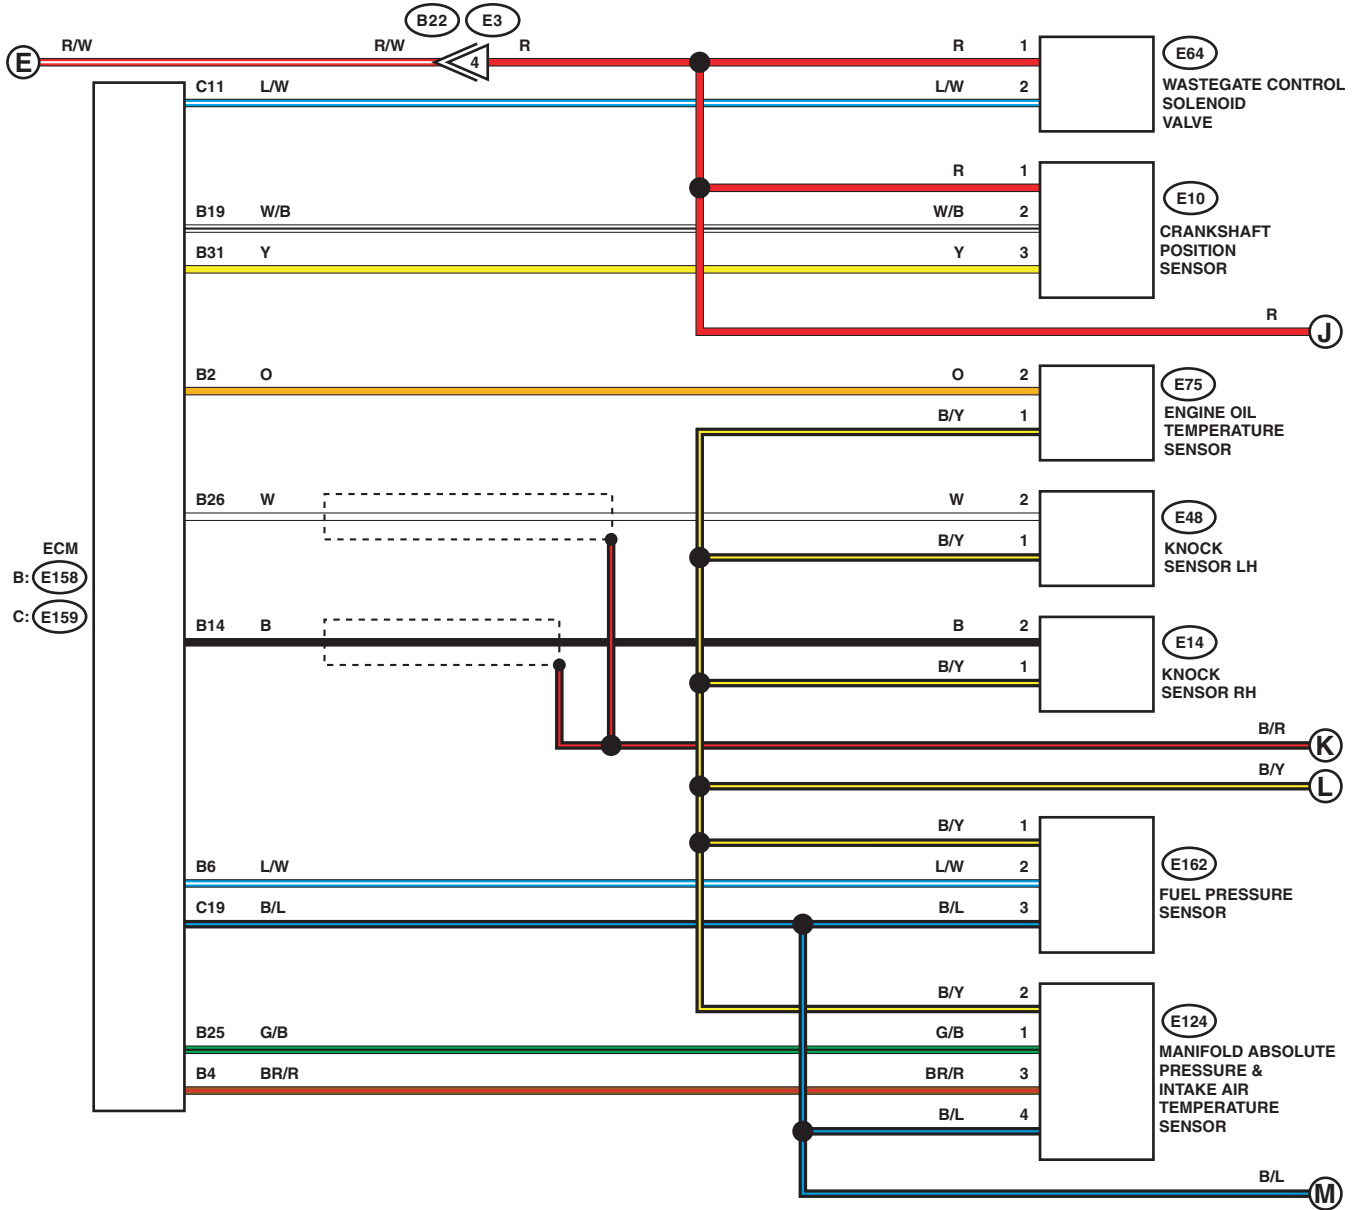 B22 E3
E R/W R/W 4 R R 1 E64
C11 L/W L/W 2 WASTEGATE CONTROL
SOLENOID
VALVE
R 1 E10
B19 W/B W/B 2 CRANKSHAFT
B31 Y Y 3 POSITION
SENSOR
R J
B2 O O 2 E75
B/Y 1 ENGINE OIL
TEMPERATURE
SENSOR
B26 W W 2 E48
B/Y 1 KNOCK
SENSOR LH
ECM
B: E158
C: E159
B14 B B 2 E14
B/Y 1 KNOCK
SENSOR RH
B/R K
B/Y L
B/Y 1 E162
B6 L/W L/W 2 FUEL PRESSURE
C19 B/L B/L 3 SENSOR
B/Y 2 E124
B25 G/B G/B 1 MANIFOLD ABSOLUTE
B4 BR/R BR/R 3 PRESSURE &
INTAKE AIR
B/L 4 TEMPERATURE
SENSOR
B/L M